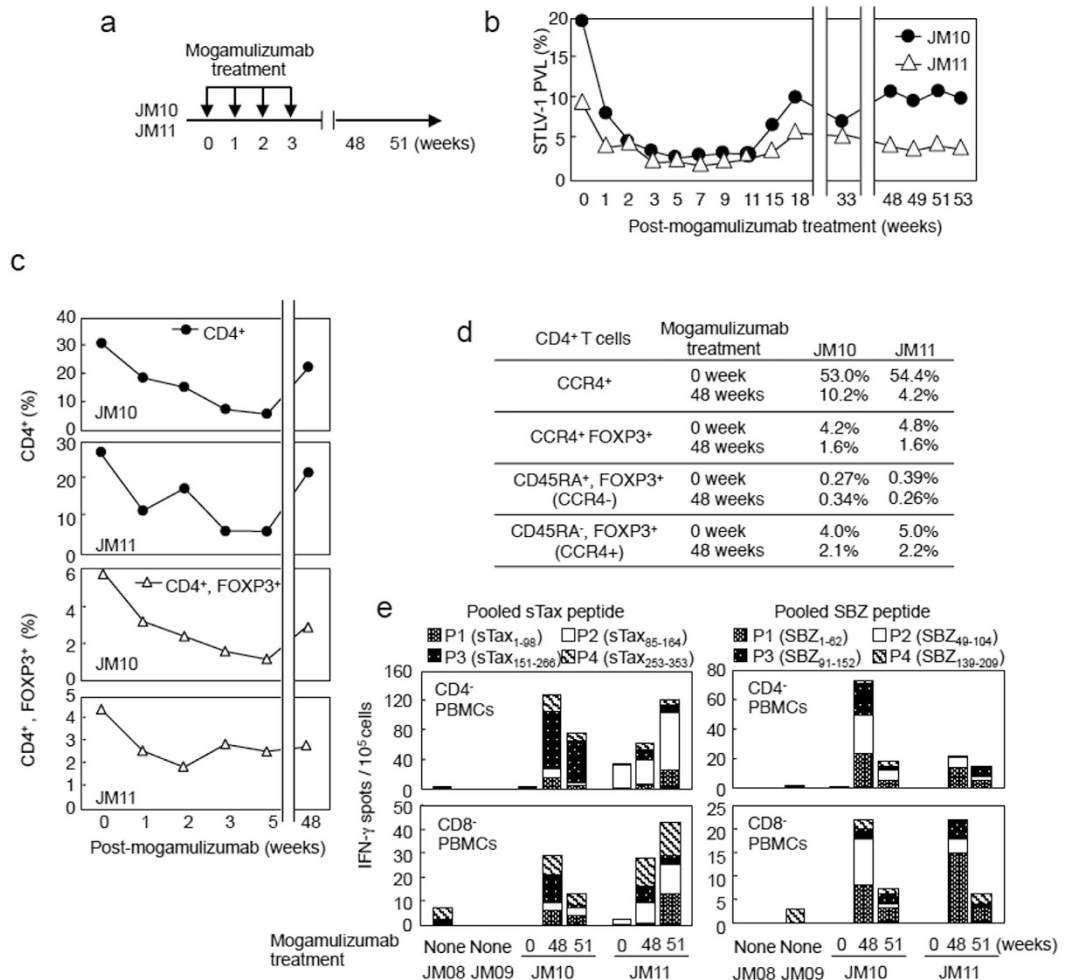 a
Mogamulizumab
treatment
JM10
JM11
0 1 2 3 48 51 (weeks)
b
STLV-1 PVL (%)
20
15
10
5
0
JM10
JM11
0 1 2 3 5 7 9 11 15 18 33 48 49 51 53
Post-mogamulizumab treatment (weeks)
c
CD4+ (%)
40
30
20
10
0
CD4+
JM10
30
20
10
0
JM11
CD4+, FOXP3+ (%)
6
4
2
0
CD4+, FOXP3+
JM10
5
4
3
2
1
0
JM11
0 1 2 3 5 48
Post-mogamulizumab (weeks)
d
CD4+ T cells Mogamulizumab
treatment JM10 JM11
CCR4+ 0 week 53.0% 54.4%
48 weeks 10.2% 4.2%
CCR4+ FOXP3+ 0 week 4.2% 4.8%
48 weeks 1.6% 1.6%
CD45RA+, FOXP3+ 0 week 0.27% 0.39%
(CCR4-) 48 weeks 0.34% 0.26%
CD45RA-, FOXP3+ 0 week 4.0% 5.0%
(CCR4+) 48 weeks 2.1% 2.2%
e
Pooled sTax peptide
P1 (sTax1-98) P2 (sTax85-164)
P3 (sTax151-266) P4 (sTax253-353)
Pooled SBZ peptide
P1 (SBZ1-62) P2 (SBZ49-104)
P3 (SBZ91-152) P4 (SBZ139-209)
IFN-γ spots / 10^5 cells
160
120
80
40
0
CD4-
PBMCs
80
60
40
20
0
CD4-
PBMCs
50
40
30
20
10
0
CD8-
PBMCs
25
20
15
10
5
0
CD8-
PBMCs
Mogamulizumab
treatment
None None 0 48 51 0 48 51
JM08 JM09 JM10 JM11
None None 0 48 51 0 48 51 (weeks)
JM08 JM09 JM10 JM11